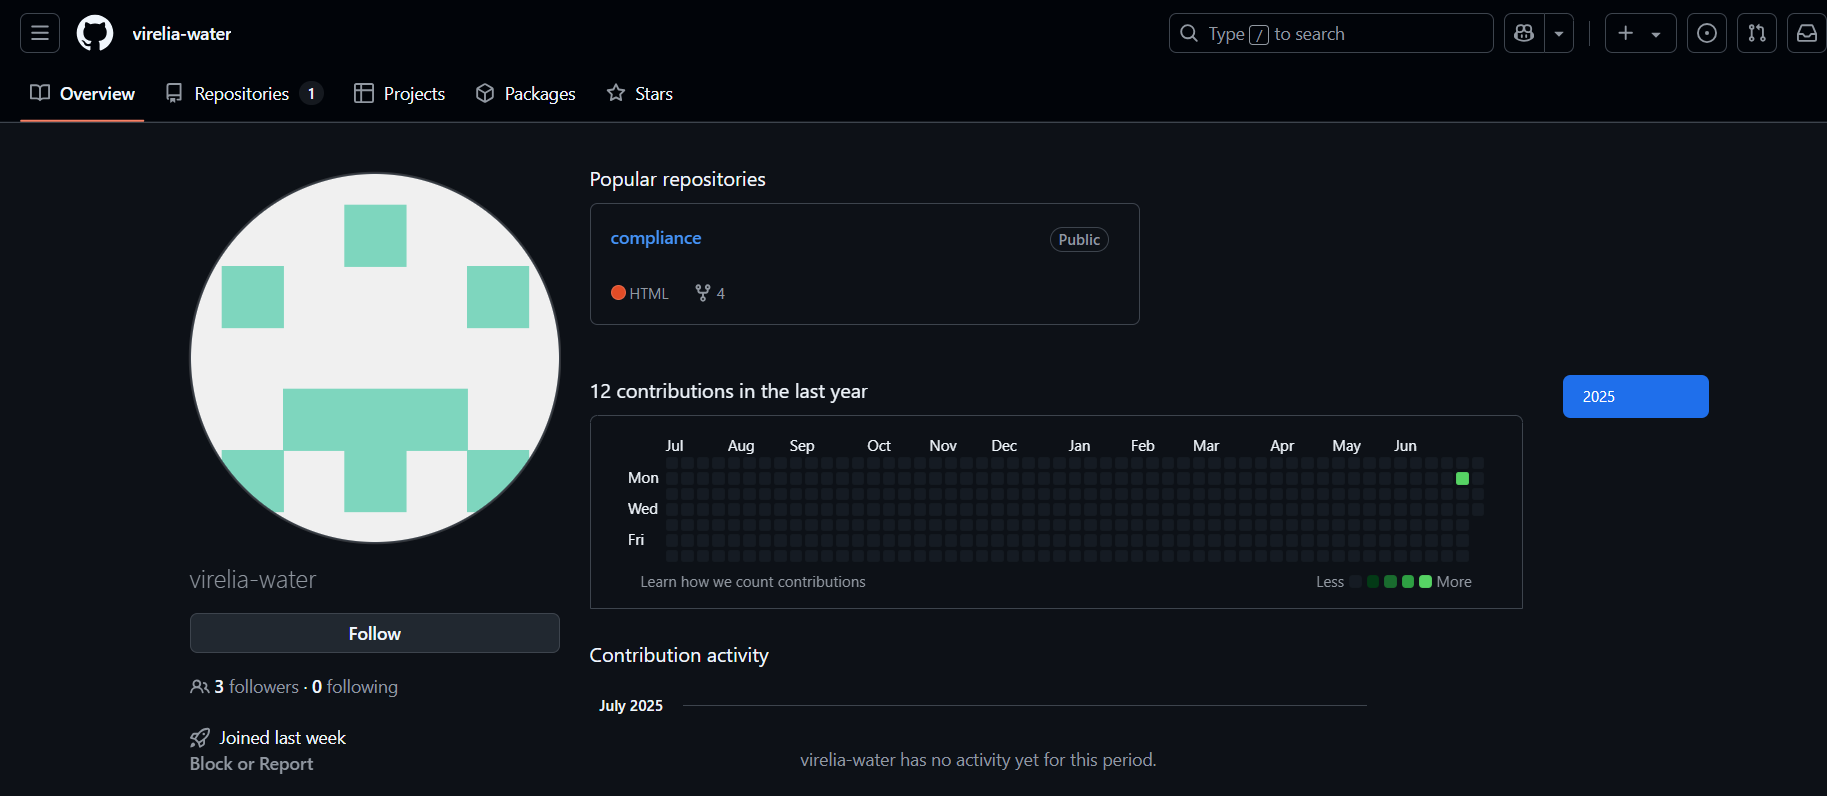 virelia-water
Type / to search
Overview Repositories 1 Projects Packages Stars
Popular repositories
compliance Public
HTML 4
12 contributions in the last year
2025
Jul Aug Sep Oct Nov Dec Jan Feb Mar Apr May Jun
Mon
Wed
Fri
Learn how we count contributions Less More
virelia-water
Follow
3 followers · 0 following
Joined last week
Block or Report
Contribution activity
July 2025
virelia-water has no activity yet for this period.